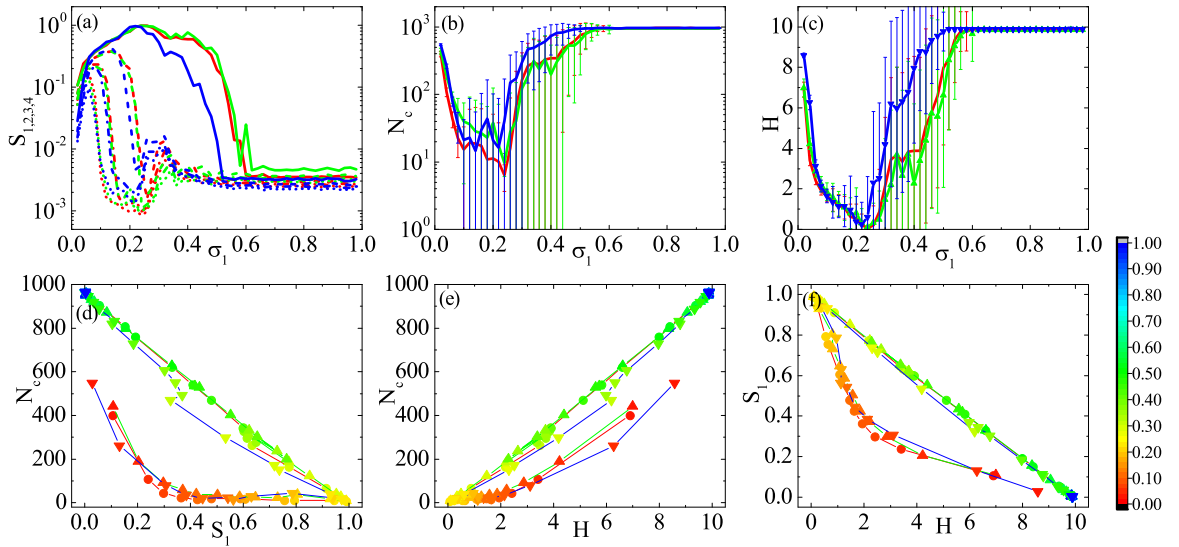 (a)
10⁰
10⁻¹
10⁻²
10⁻³
S1,2,3,4
0.0 0.2 0.4 0.6 0.8 1.0
σ1
(b)
10³
10²
10¹
10⁰
Nc
0.0 0.2 0.4 0.6 0.8 1.0
σ1
(c)
10
8
6
4
2
0
H
0.0 0.2 0.4 0.6 0.8 1.0
σ1
(d)
1000
800
600
400
200
0
Nc
0.0 0.2 0.4 0.6 0.8 1.0
S1
(e)
1000
800
600
400
200
0
Nc
0 2 4 6 8 10
H
(f)
1.0
0.8
0.6
0.4
0.2
0.0
S1
0 2 4 6 8 10
H
1.00
0.90
0.80
0.70
0.60
0.50
0.40
0.30
0.20
0.10
0.00